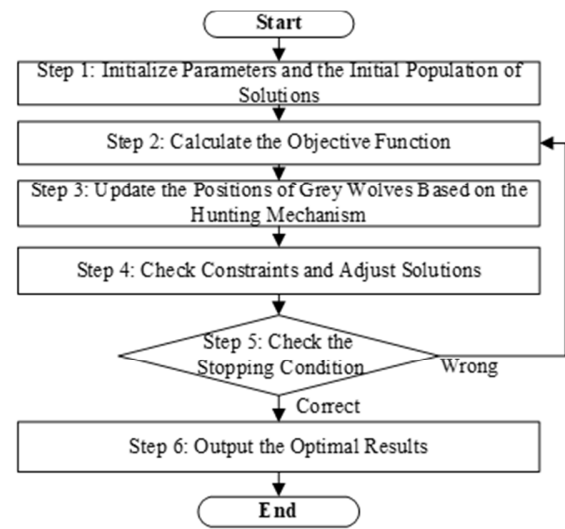 Start
Step 1: Initialize Parameters and the Initial Population of
Solutions
Step 2: Calculate the Objective Function
Step 3: Update the Positions of Grey Wolves Based on the
Hunting Mechanism
Step 4: Check Constraints and Adjust Solutions
Step 5: Check the
Stopping Condition
Wrong
Correct
Step 6: Output the Optimal Results
End